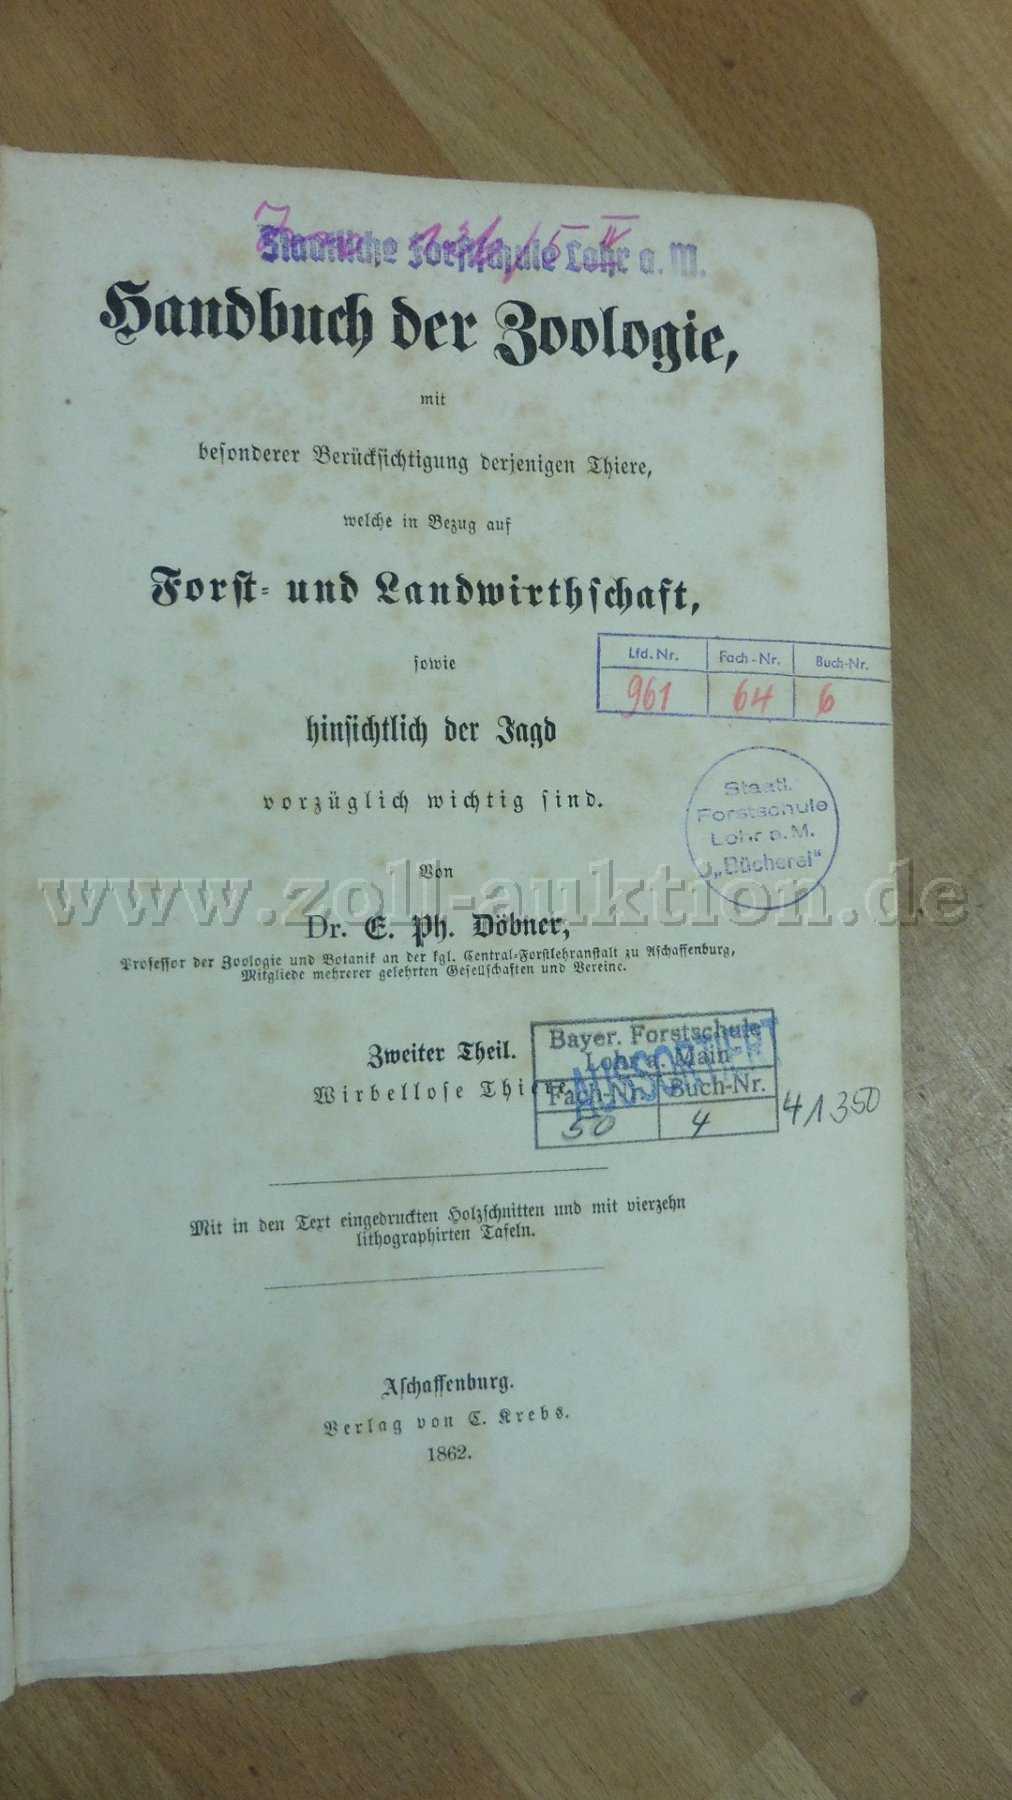 Staatliche Forstschule Lohr a. M.
Handbuch der Zoologie,
mit
besonderer Berücksichtigung derjenigen Thiere,
welche in Bezug auf
Forst- und Landwirthschaft,
sowie
Lfd. Nr. Fach-Nr. Buch-Nr.
961 64 6
hinsichtlich der Jagd
vorzüglich wichtig sind.
Staatl.
Forstschule
Lohr a. M.
„Bücherei“
Von
www.zoll-auktion.de
Dr. E. Ph. Döbner,
Professor der Zoologie und Botanik an der kgl. Central-Forstlehranstalt zu Aschaffenburg,
Mitgliede mehrerer gelehrten Gesellschaften und Vereine.
Zweiter Theil.
Wirbellose Thiere.
Bayer. Forstschule
Lohr a. Main
Fach-Nr. Buch-Nr.
50 4
AUSSORTIERT
41350
Mit in den Text eingedruckten Holzschnitten und mit vierzehn
lithographirten Tafeln.
Aschaffenburg.
Verlag von C. Krebs.
1862.